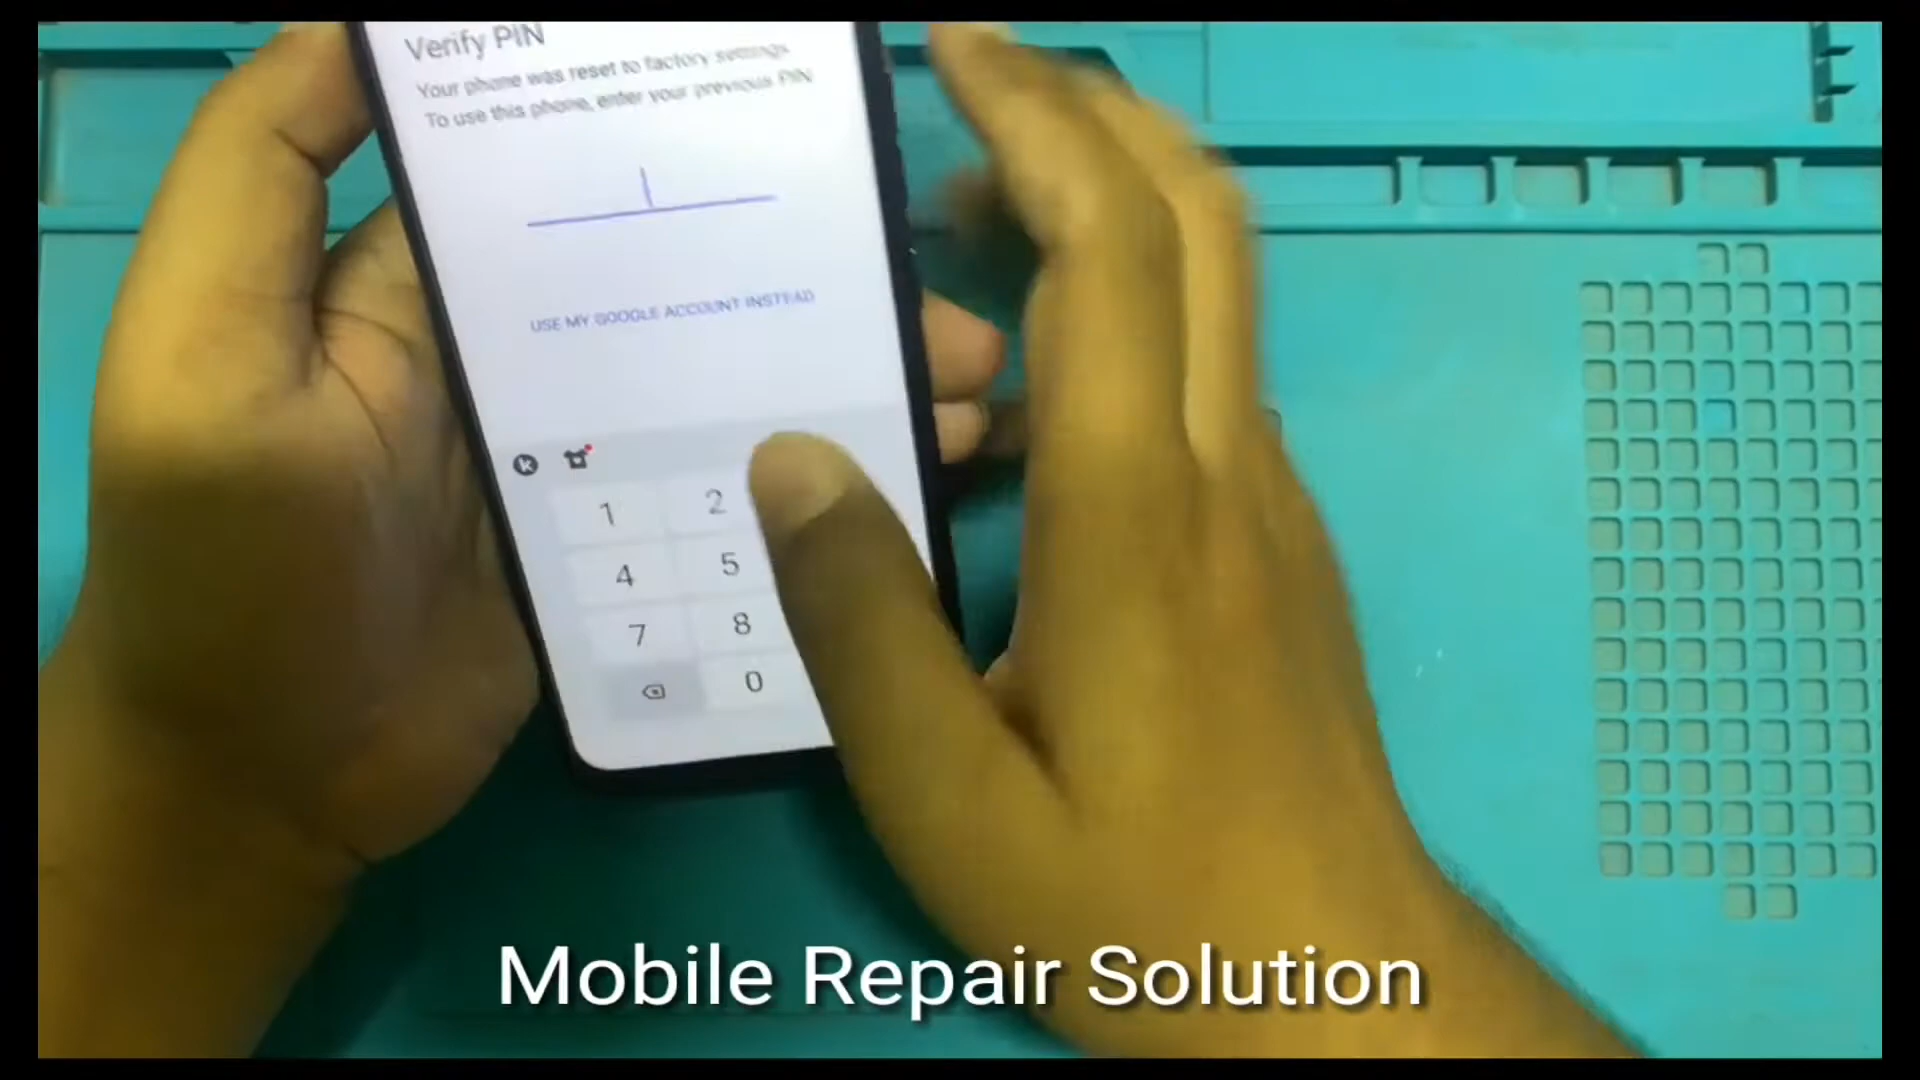 Verify PIN
Your phone was reset to factory settings
To use this phone, enter your previous PIN
USE MY GOOGLE ACCOUNT INSTEAD
k
1 2
4 5
7 8
0
Mobile Repair Solution